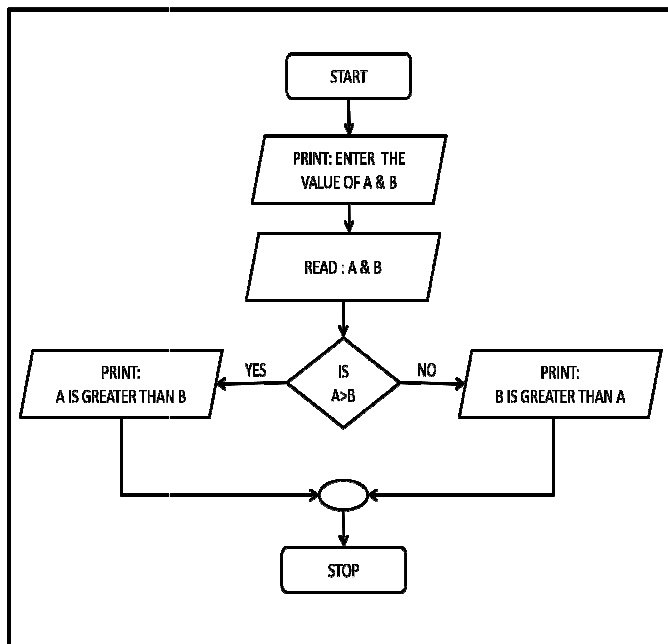 START
PRINT: ENTER THE
VALUE OF A & B
READ : A & B
IS
A>B
YES
NO
PRINT:
A IS GREATER THAN B
PRINT:
B IS GREATER THAN A
STOP